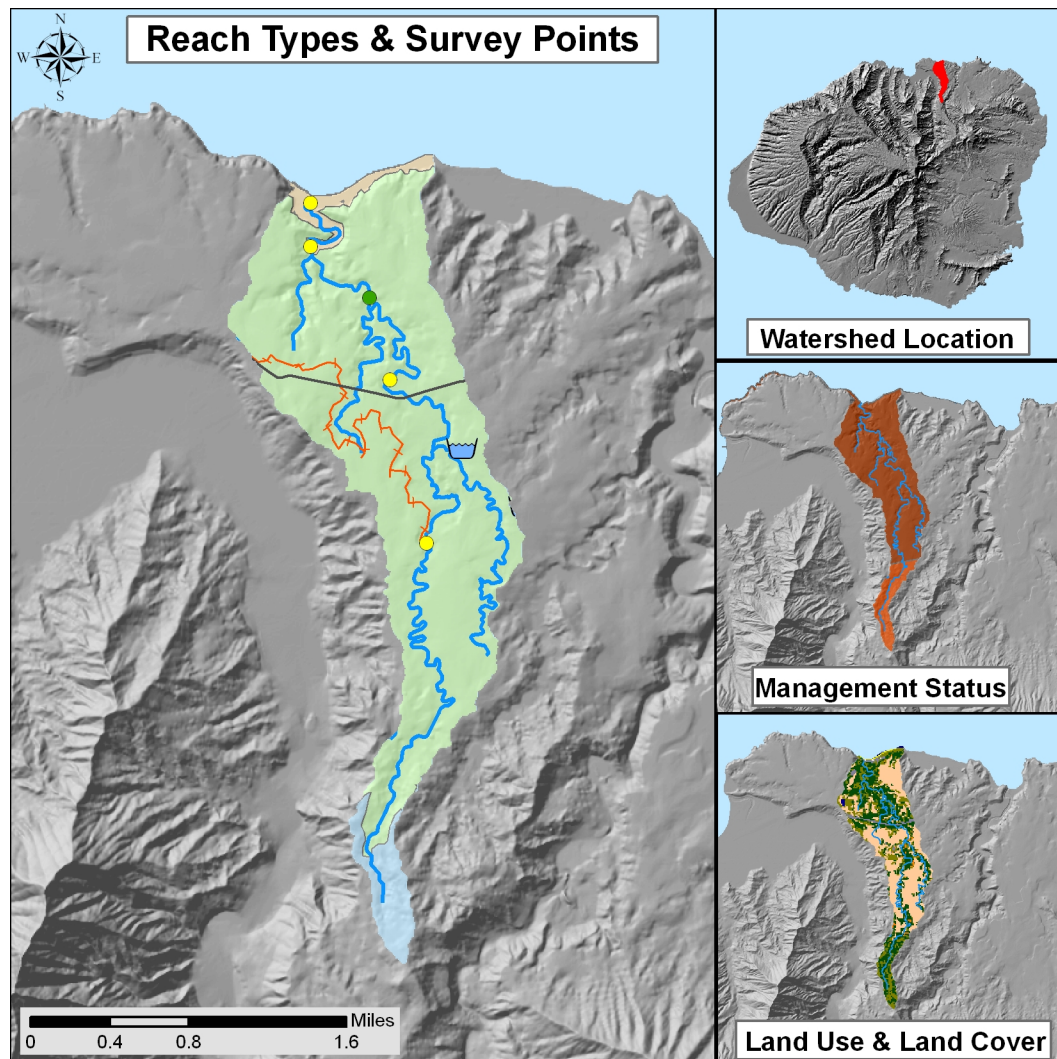 Reach Types & Survey Points
N
W E
S
Miles
0 0.4 0.8 1.6
Watershed Location
Management Status
Land Use & Land Cover